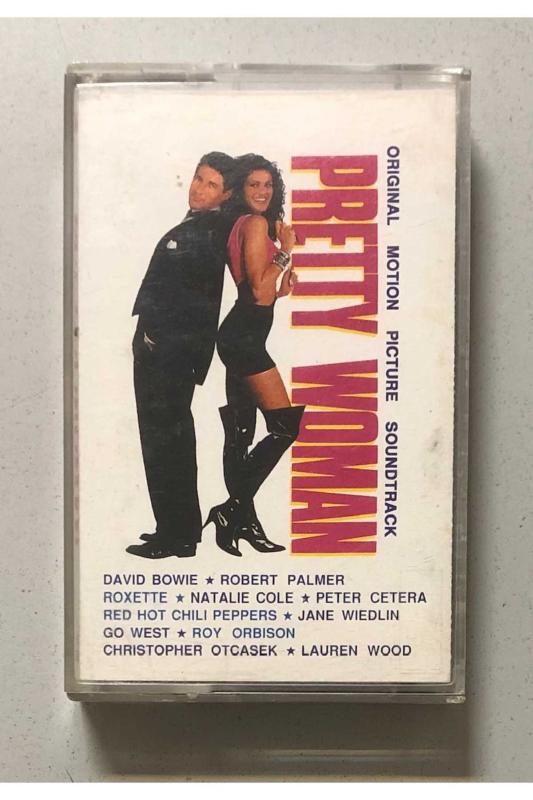 ORIGINAL MOTION PICTURE SOUNDTRACK
PRETTY WOMAN
DAVID BOWIE ★ ROBERT PALMER
ROXETTE ★ NATALIE COLE ★ PETER CETERA
RED HOT CHILI PEPPERS ★ JANE WIEDLIN
GO WEST ★ ROY ORBISON
CHRISTOPHER OTCASEK ★ LAUREN WOOD